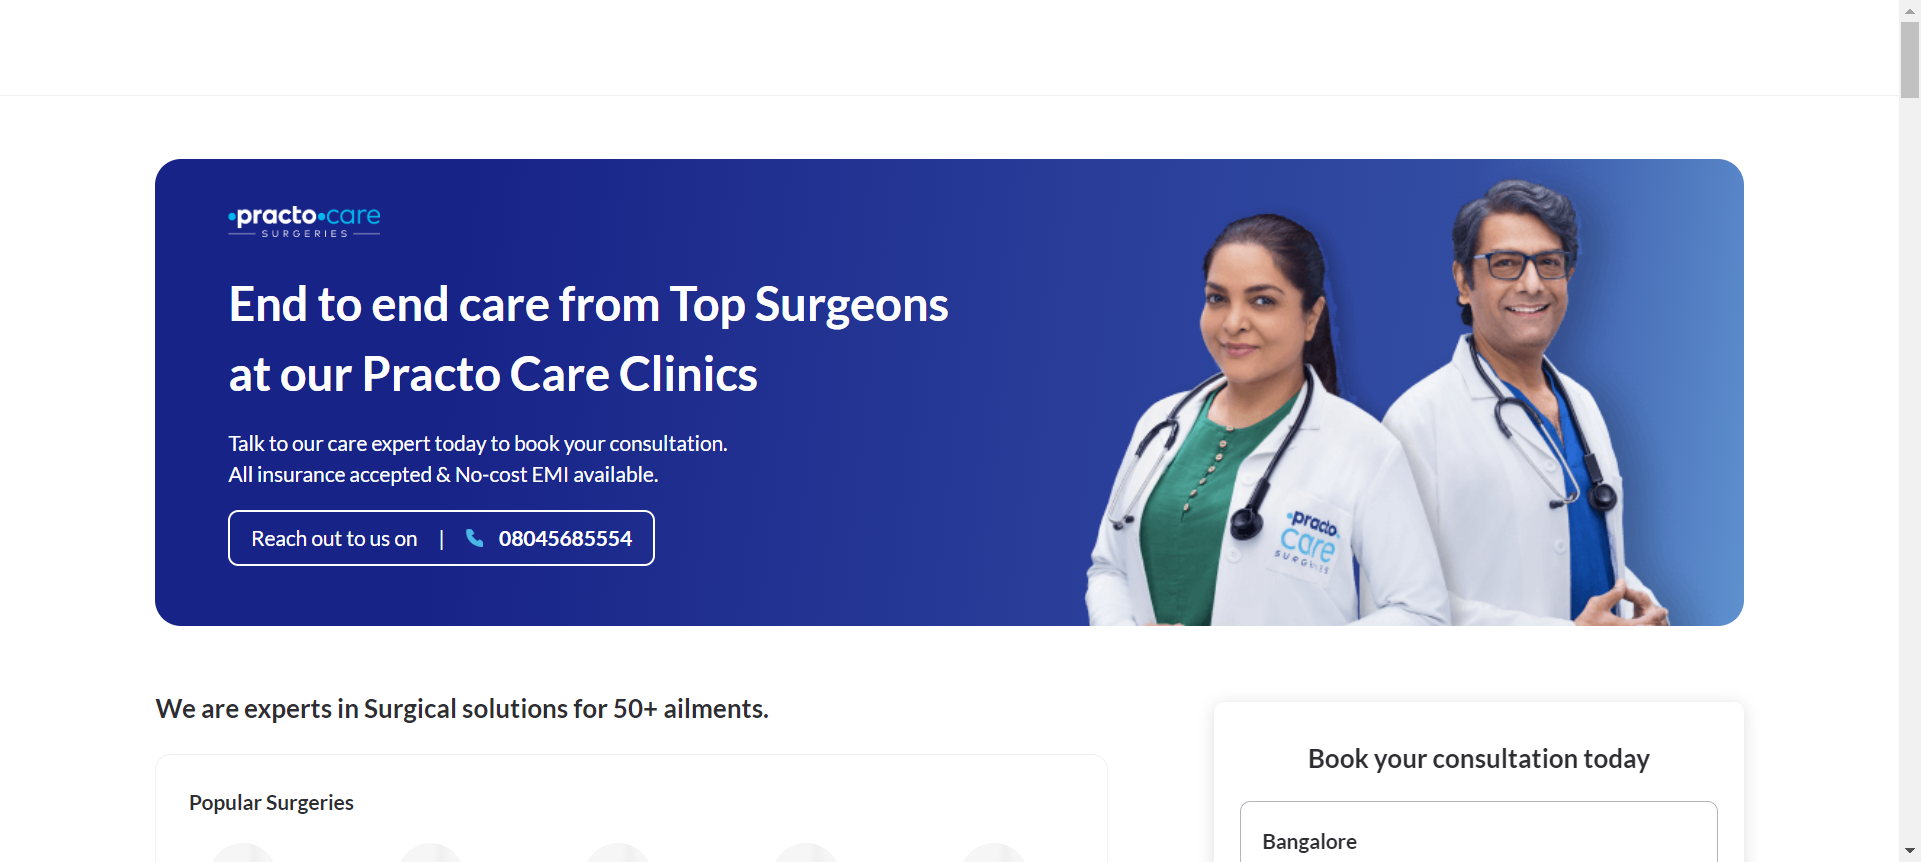 practo care
SURGERIES
End to end care from Top Surgeons
at our Practo Care Clinics
Talk to our care expert today to book your consultation.
All insurance accepted & No-cost EMI available.
Reach out to us on | 08045685554
practo
care
SURGERIES
We are experts in Surgical solutions for 50+ ailments.
Popular Surgeries
Book your consultation today
Bangalore